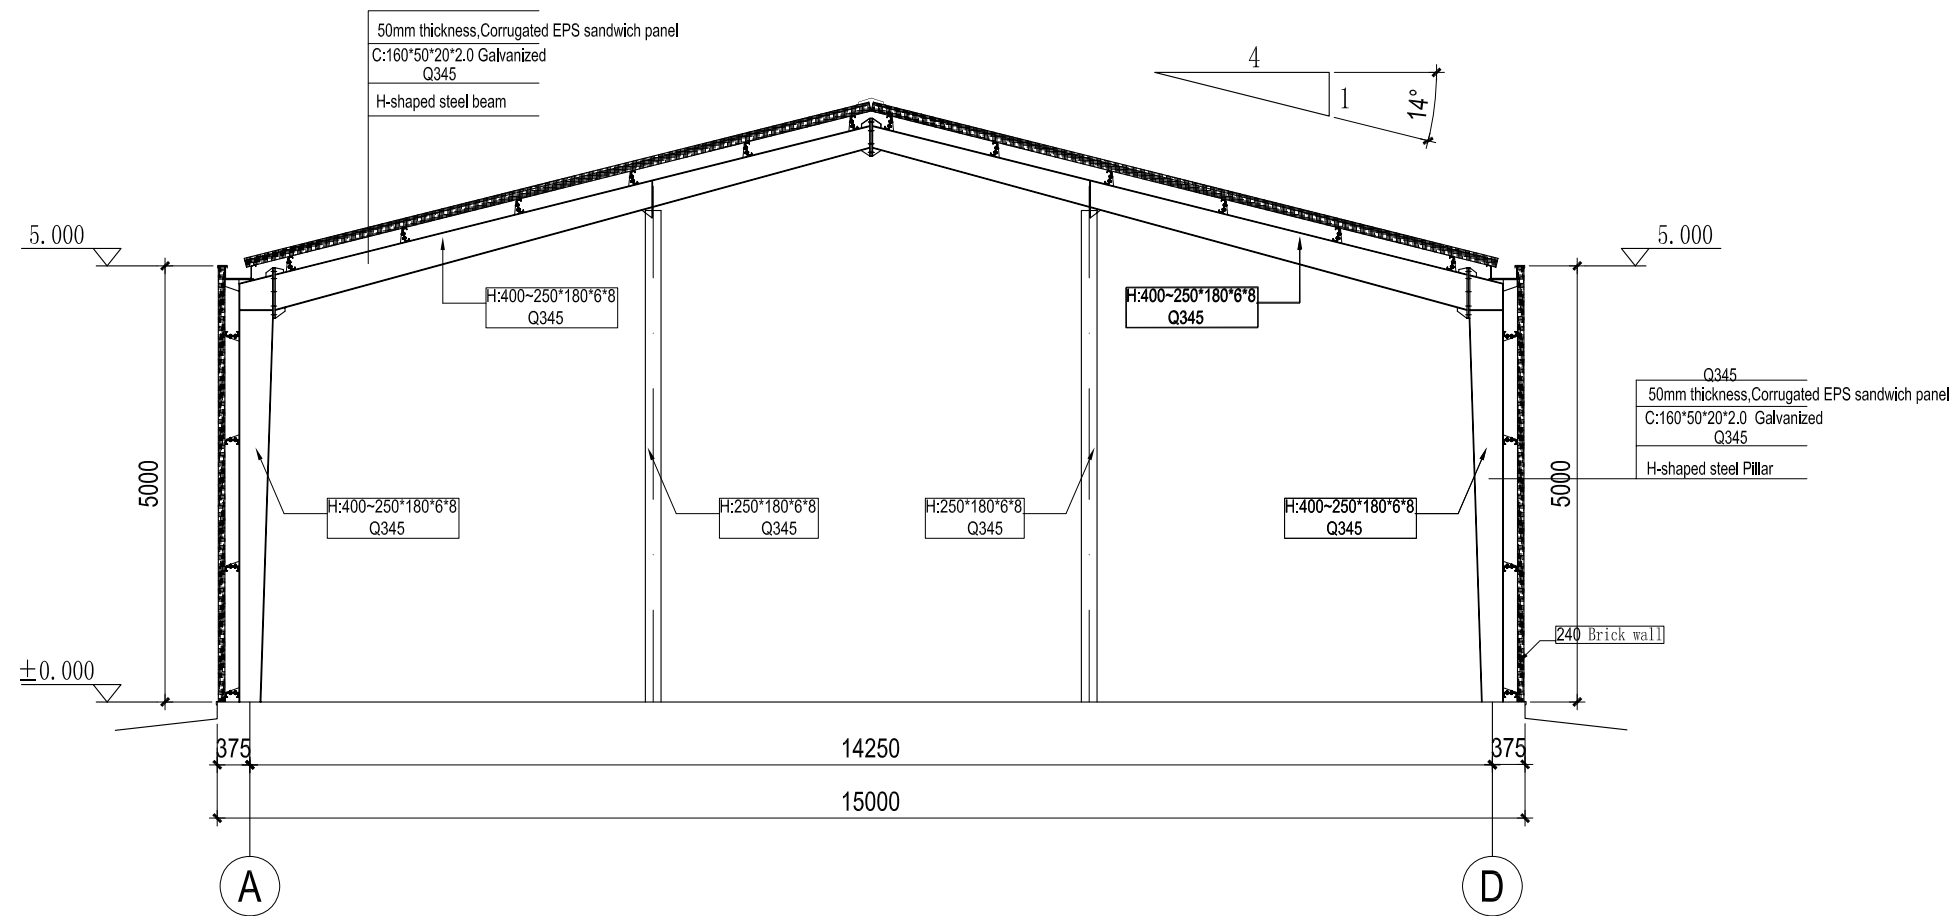 50mm thickness,Corrugated EPS sandwich panel
C:160*50*20*2.0 Galvanized
Q345
H-shaped steel beam
4
1
14°
5.000
5.000
H:400~250*180*6*8
Q345
H:400~250*180*6*8
Q345
Q345
50mm thickness,Corrugated EPS sandwich panel
C:160*50*20*2.0 Galvanized
Q345
H-shaped steel Pillar
5000
5000
H:400~250*180*6*8
Q345
H:250*180*6*8
Q345
H:250*180*6*8
Q345
H:400~250*180*6*8
Q345
240 Brick wall
±0.000
375
14250
375
15000
A
D